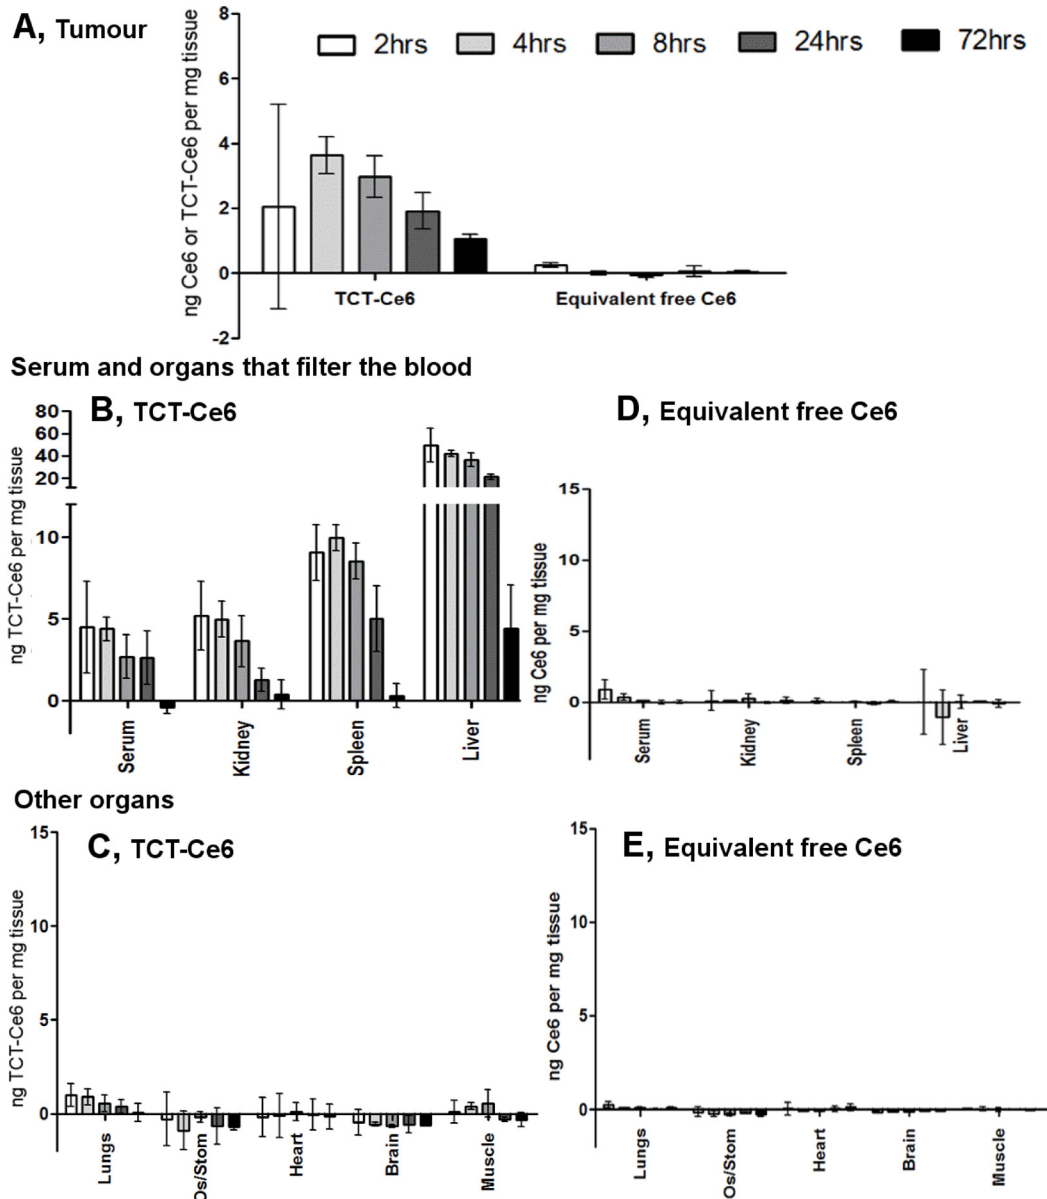 A, Tumour
2hrs 4hrs 8hrs 24hrs 72hrs
ng Ce6 or TCT-Ce6 per mg tissue
8
6
4
2
0
-2
TCT-Ce6 Equivalent free Ce6
Serum and organs that filter the blood
B, TCT-Ce6
ng TCT-Ce6 per mg tissue
80
60
40
20
10
5
0
Serum Kidney Spleen Liver
D, Equivalent free Ce6
ng Ce6 per mg tissue
15
10
5
0
Serum Kidney Spleen Liver
Other organs
C, TCT-Ce6
ng TCT-Ce6 per mg tissue
15
10
5
0
Lungs Os/Stom Heart Brain Muscle
E, Equivalent free Ce6
ng Ce6 per mg tissue
15
10
5
0
Lungs Os/Stom Heart Brain Muscle